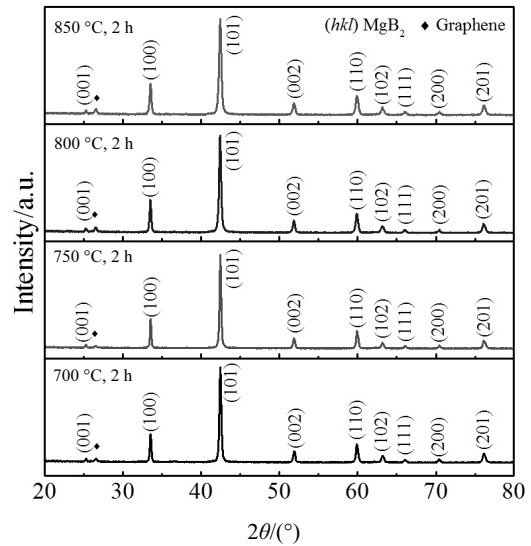 850 °C, 2 h
(hkl) MgB₂ ♦ Graphene
(001) (100) (101) (002) (110) (102) (111) (200) (201)
800 °C, 2 h
(001) (100) (101) (002) (110) (102) (111) (200) (201)
750 °C, 2 h
(001) (100) (101) (002) (110) (102) (111) (200) (201)
700 °C, 2 h
(001) (100) (101) (002) (110) (102) (111) (200) (201)
Intensity/a.u.
20 30 40 50 60 70 80
2θ/(°)